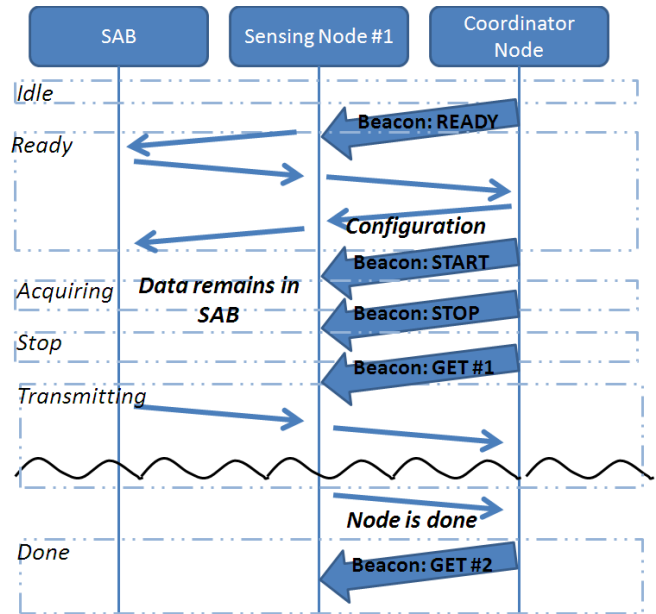 SAB
Sensing Node #1
Coordinator
Node
Idle
Beacon: READY
Ready
Configuration
Beacon: START
Acquiring
Data remains in
SAB
Beacon: STOP
Stop
Beacon: GET #1
Transmitting
Node is done
Done
Beacon: GET #2